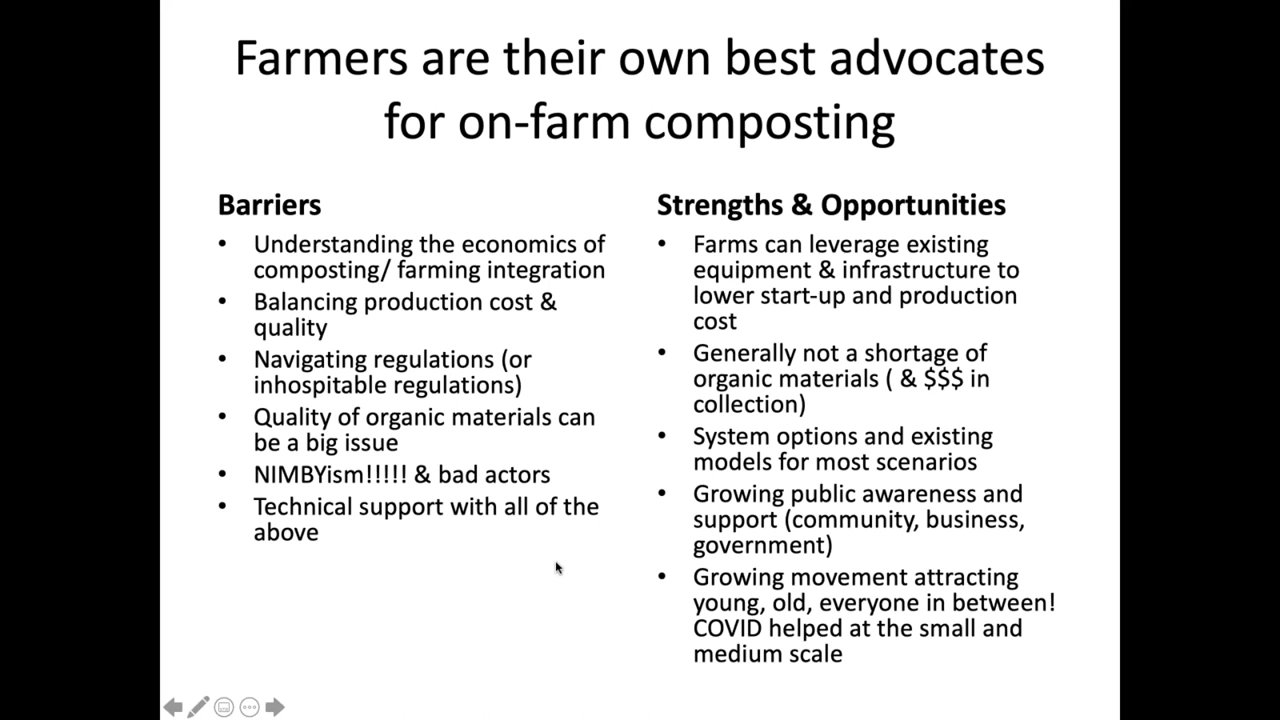 Farmers are their own best advocates
for on-farm composting
Barriers
• Understanding the economics of
composting/ farming integration
• Balancing production cost &
quality
• Navigating regulations (or
inhospitable regulations)
• Quality of organic materials can
be a big issue
• NIMBYism!!!!! & bad actors
• Technical support with all of the
above
Strengths & Opportunities
• Farms can leverage existing
equipment & infrastructure to
lower start-up and production
cost
• Generally not a shortage of
organic materials ( & $$$ in
collection)
• System options and existing
models for most scenarios
• Growing public awareness and
support (community, business,
government)
• Growing movement attracting
young, old, everyone in between!
COVID helped at the small and
medium scale